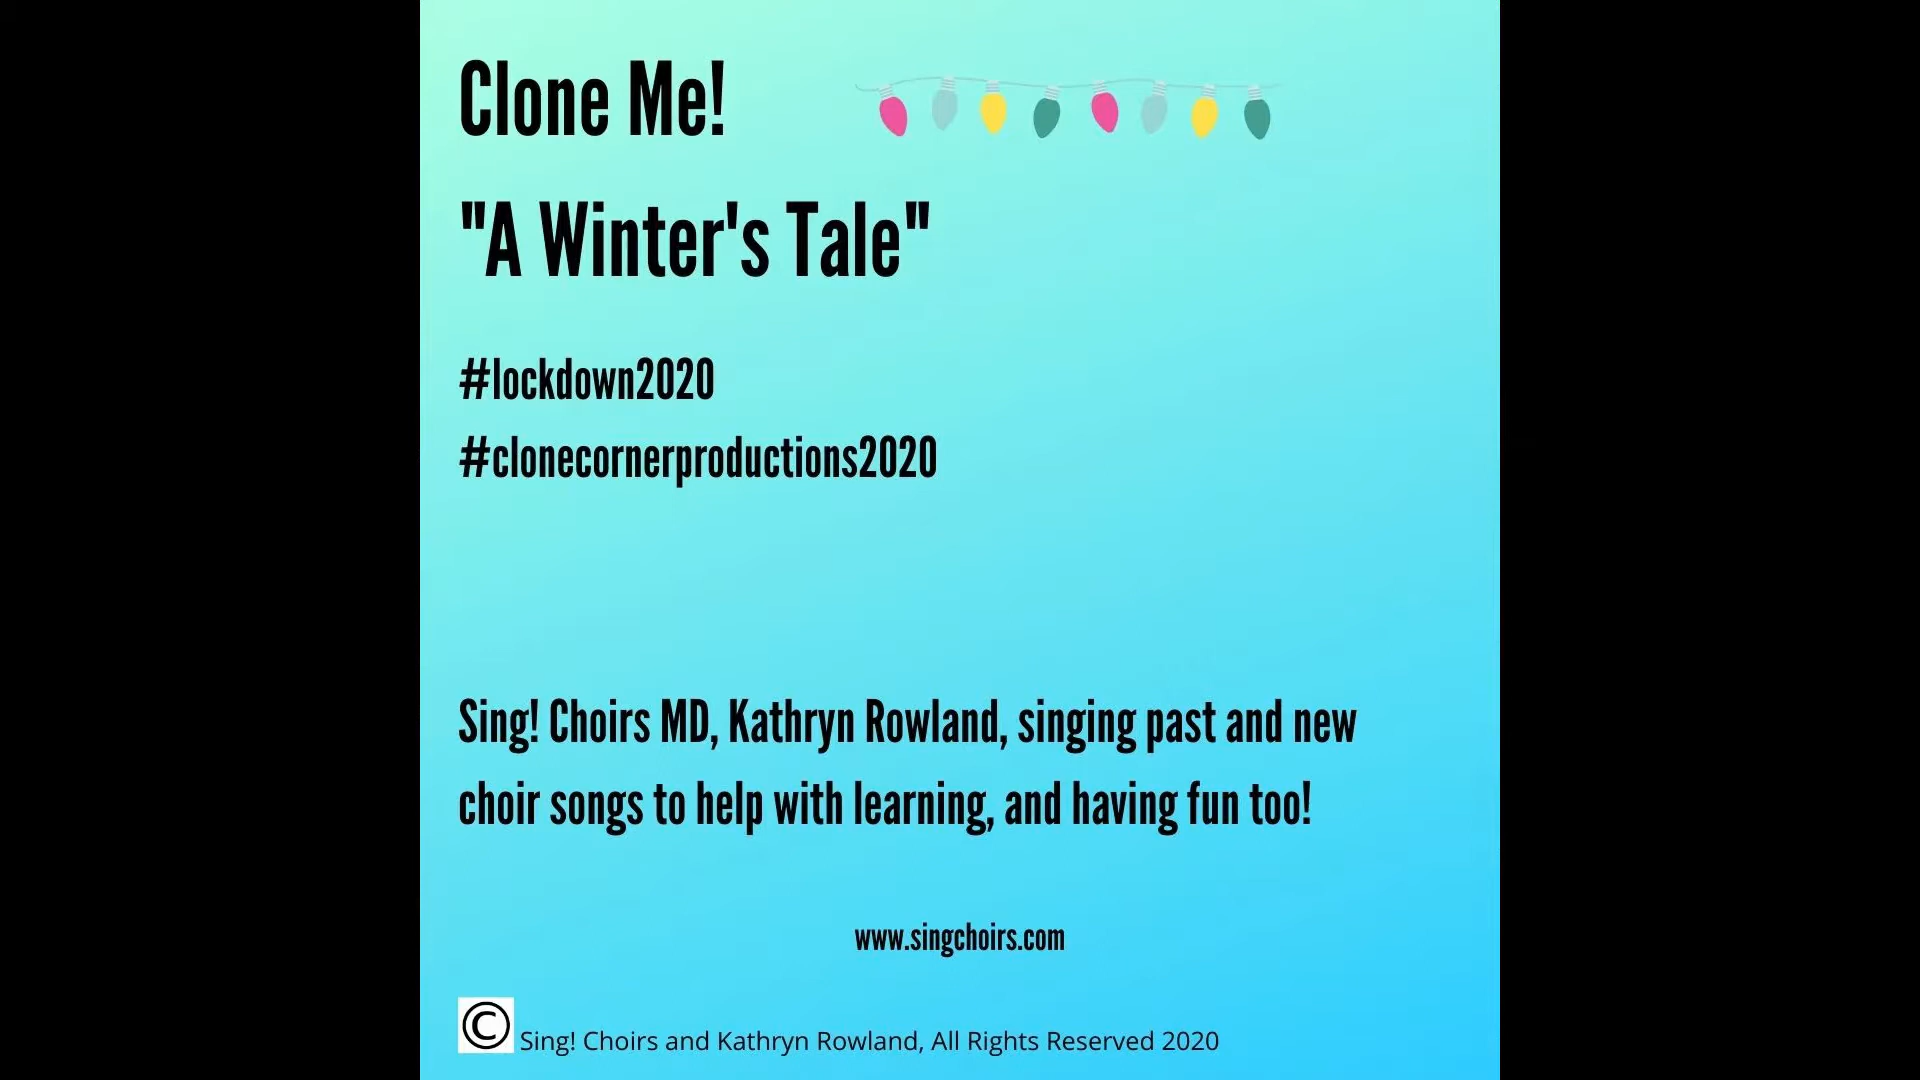 Clone Me!
"A Winter's Tale"
#lockdown2020
#clonecornerproductions2020
Sing! Choirs MD, Kathryn Rowland, singing past and new
choir songs to help with learning, and having fun too!
www.singchoirs.com
© Sing! Choirs and Kathryn Rowland, All Rights Reserved 2020